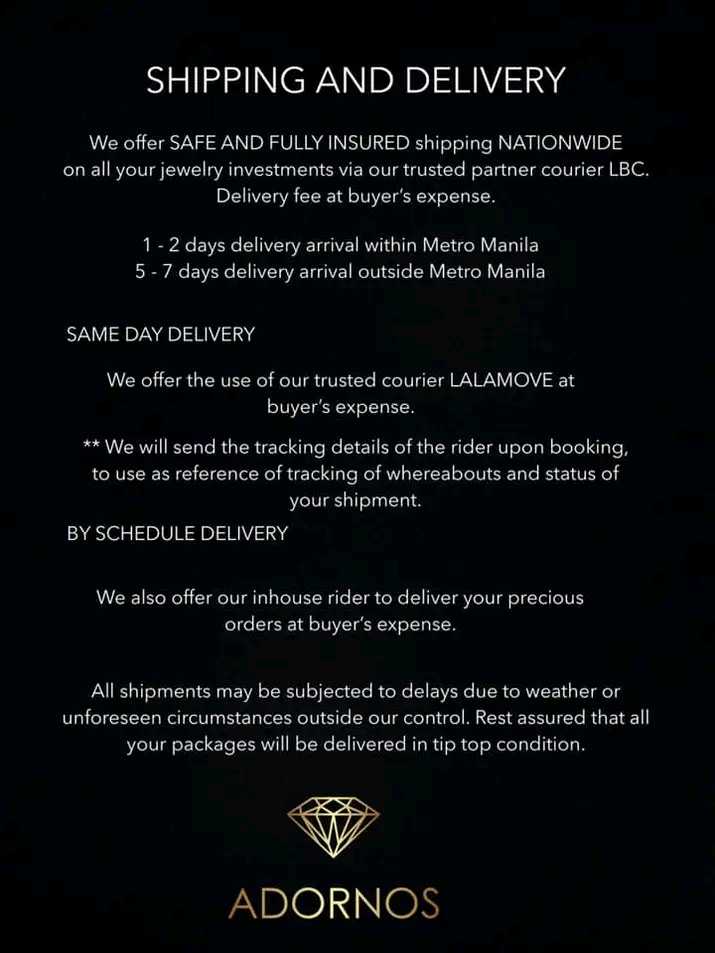 SHIPPING AND DELIVERY
We offer SAFE AND FULLY INSURED shipping NATIONWIDE
on all your jewelry investments via our trusted partner courier LBC.
Delivery fee at buyer's expense.
1 - 2 days delivery arrival within Metro Manila
5 - 7 days delivery arrival outside Metro Manila
SAME DAY DELIVERY
We offer the use of our trusted courier LALAMOVE at
buyer's expense.
** We will send the tracking details of the rider upon booking,
to use as reference of tracking of whereabouts and status of
your shipment.
BY SCHEDULE DELIVERY
We also offer our inhouse rider to deliver your precious
orders at buyer's expense.
All shipments may be subjected to delays due to weather or
unforeseen circumstances outside our control. Rest assured that all
your packages will be delivered in tip top condition.
ADORNOS